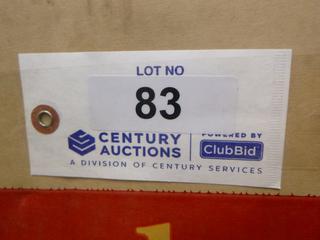 LOT NO
83
CENTURY AUCTIONS
POWERED BY
ClubBid
A DIVISION OF CENTURY SERVICES